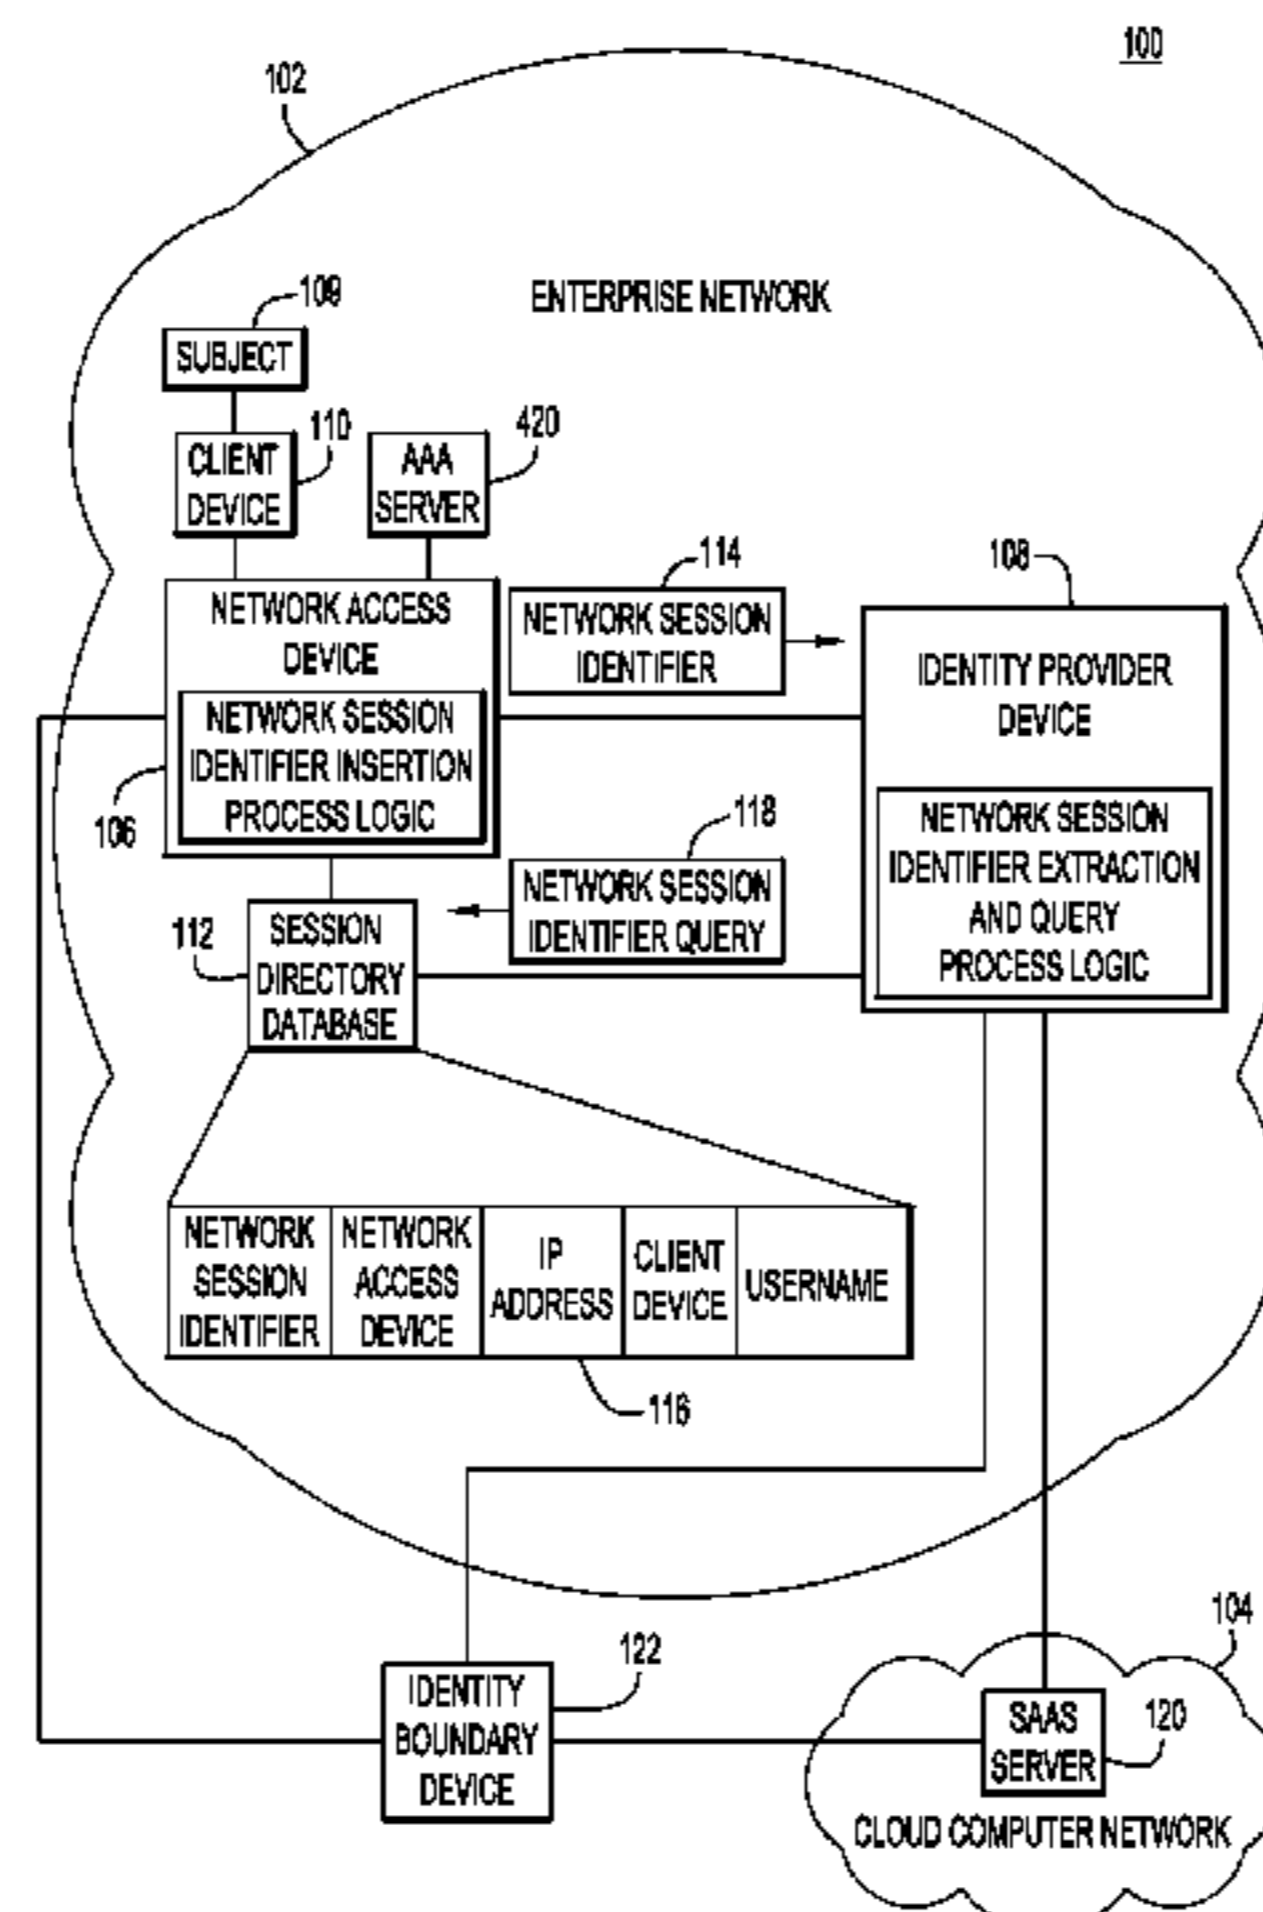 100
102
ENTERPRISE NETWORK
109
SUBJECT
110
CLIENT
DEVICE
420
AAA
SERVER
NETWORK ACCESS
DEVICE
NETWORK SESSION
IDENTIFIER INSERTION
PROCESS LOGIC
106
114
NETWORK SESSION
IDENTIFIER
108
IDENTITY PROVIDER
DEVICE
NETWORK SESSION
IDENTIFIER EXTRACTION
AND QUERY
PROCESS LOGIC
118
NETWORK SESSION
IDENTIFIER QUERY
112
SESSION
DIRECTORY
DATABASE
NETWORK
SESSION
IDENTIFIER
NETWORK
ACCESS
DEVICE
IP
ADDRESS
CLIENT
DEVICE
USERNAME
116
122
IDENTITY
BOUNDARY
DEVICE
104
SAAS
SERVER
120
CLOUD COMPUTER NETWORK